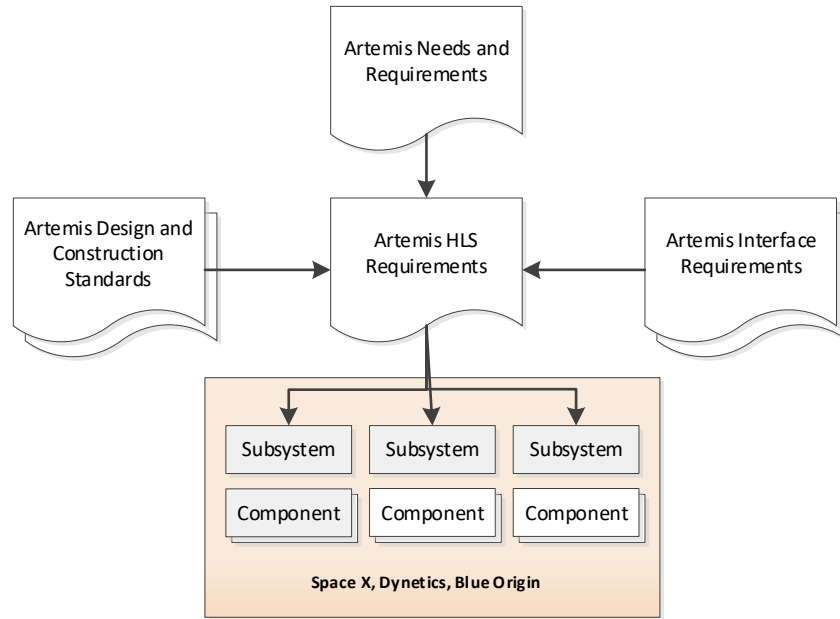 Artemis Needs and
Requirements
Artemis Design and
Construction
Standards
Artemis HLS
Requirements
Artemis Interface
Requirements
Subsystem
Subsystem
Subsystem
Component
Component
Component
Space X, Dynetics, Blue Origin